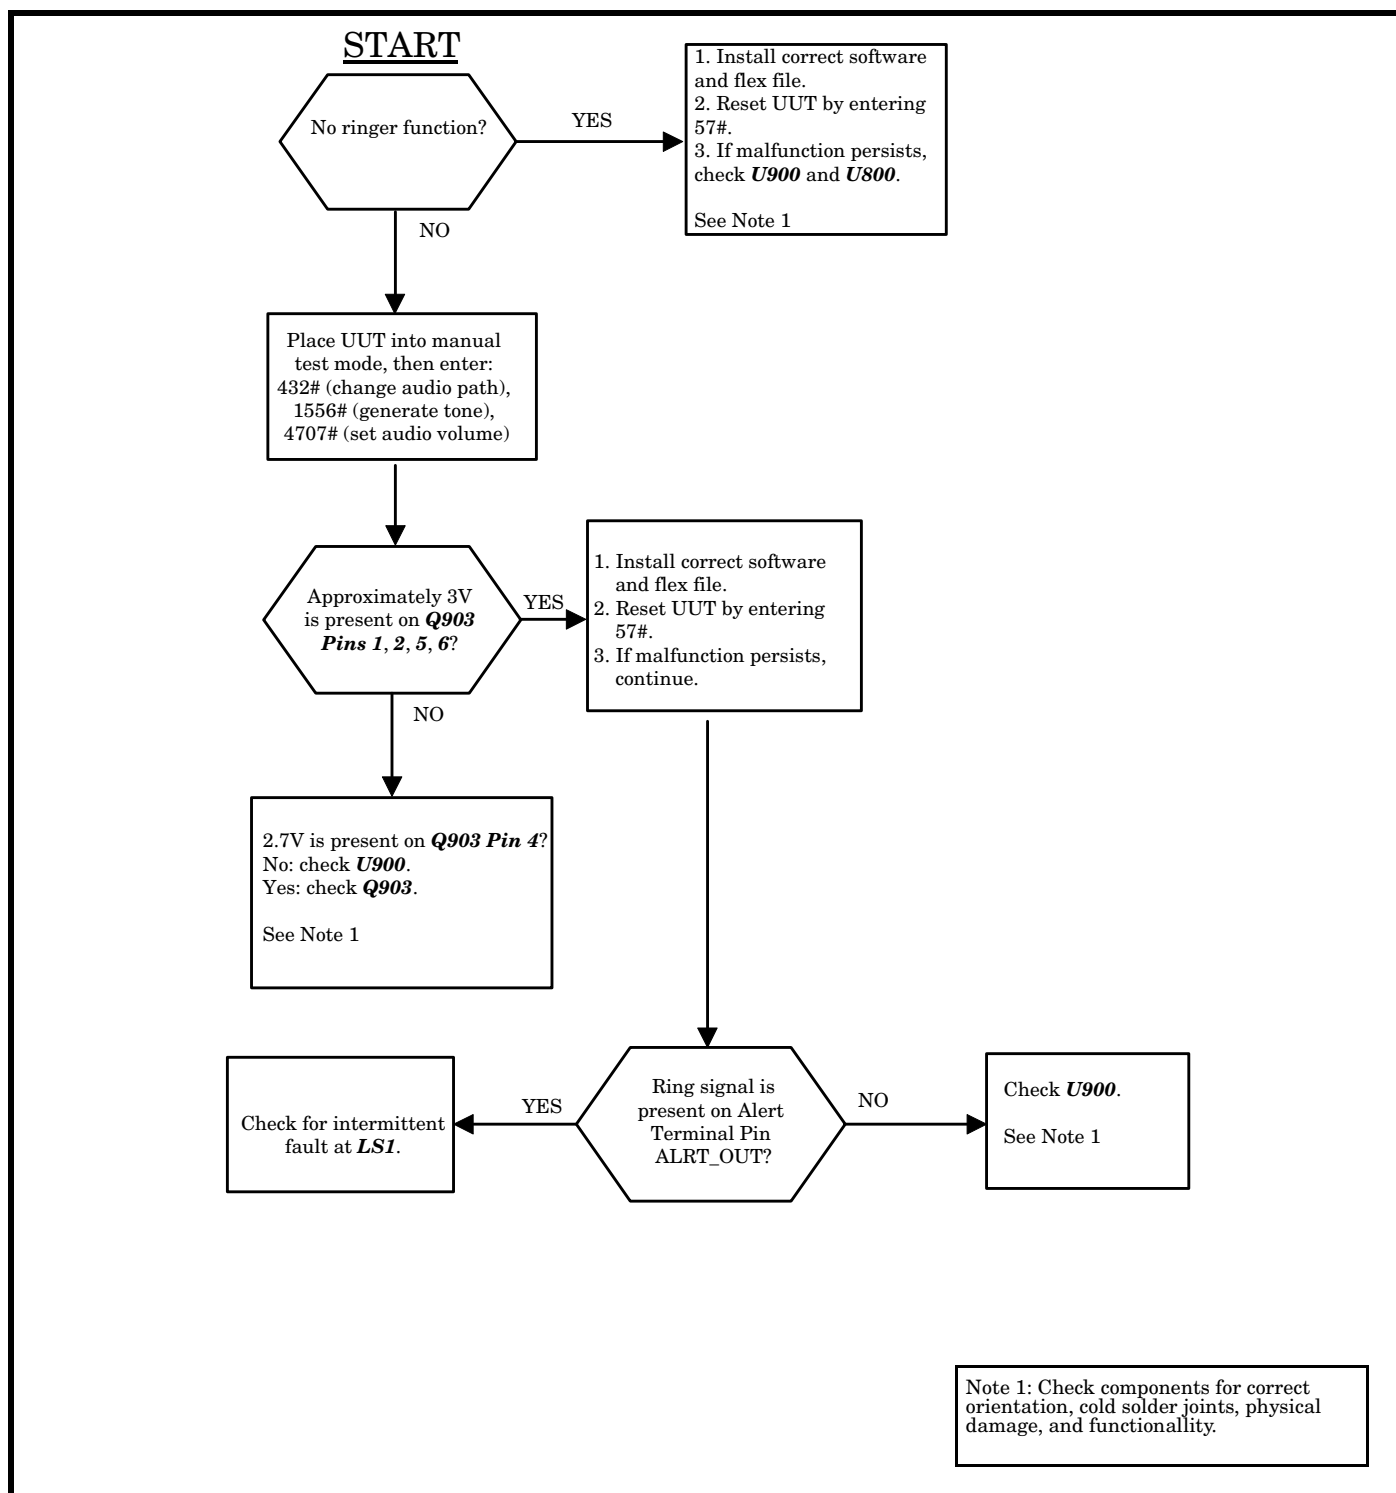 START
No ringer function?
YES
1. Install correct software
and flex file.
2. Reset UUT by entering
57#.
3. If malfunction persists,
check U900 and U800.
See Note 1
NO
Place UUT into manual
test mode, then enter:
432# (change audio path),
1556# (generate tone),
4707# (set audio volume)
Approximately 3V
is present on Q903
Pins 1, 2, 5, 6?
YES
1. Install correct software
and flex file.
2. Reset UUT by entering
57#.
3. If malfunction persists,
continue.
NO
2.7V is present on Q903 Pin 4?
No: check U900.
Yes: check Q903.
See Note 1
Ring signal is
present on Alert
Terminal Pin
ALRT_OUT?
YES
Check for intermittent
fault at LS1.
NO
Check U900.
See Note 1
Note 1: Check components for correct
orientation, cold solder joints, physical
damage, and functionallity.